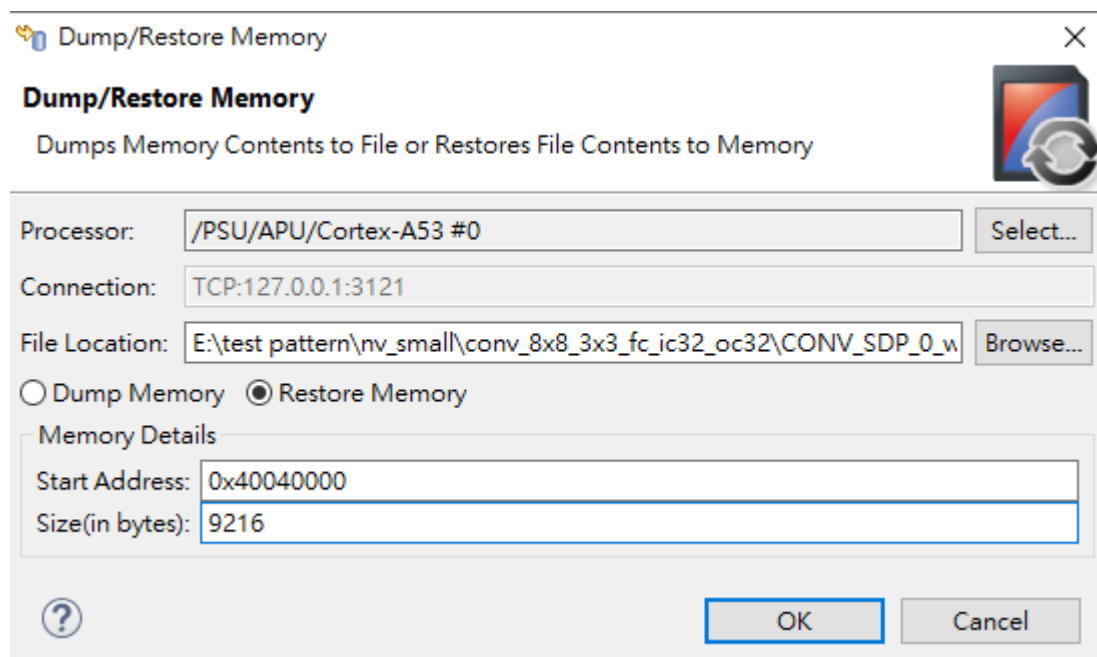 Dump/Restore Memory
Dump/Restore Memory
Dumps Memory Contents to File or Restores File Contents to Memory
Processor: /PSU/APU/Cortex-A53 #0 Select...
Connection: TCP:127.0.0.1:3121
File Location: E:\test pattern\nv_small\conv_8x8_3x3_fc_ic32_oc32\CONV_SDP_0_w Browse...
Dump Memory Restore Memory
Memory Details
Start Address: 0x40040000
Size(in bytes): 9216
? OK Cancel